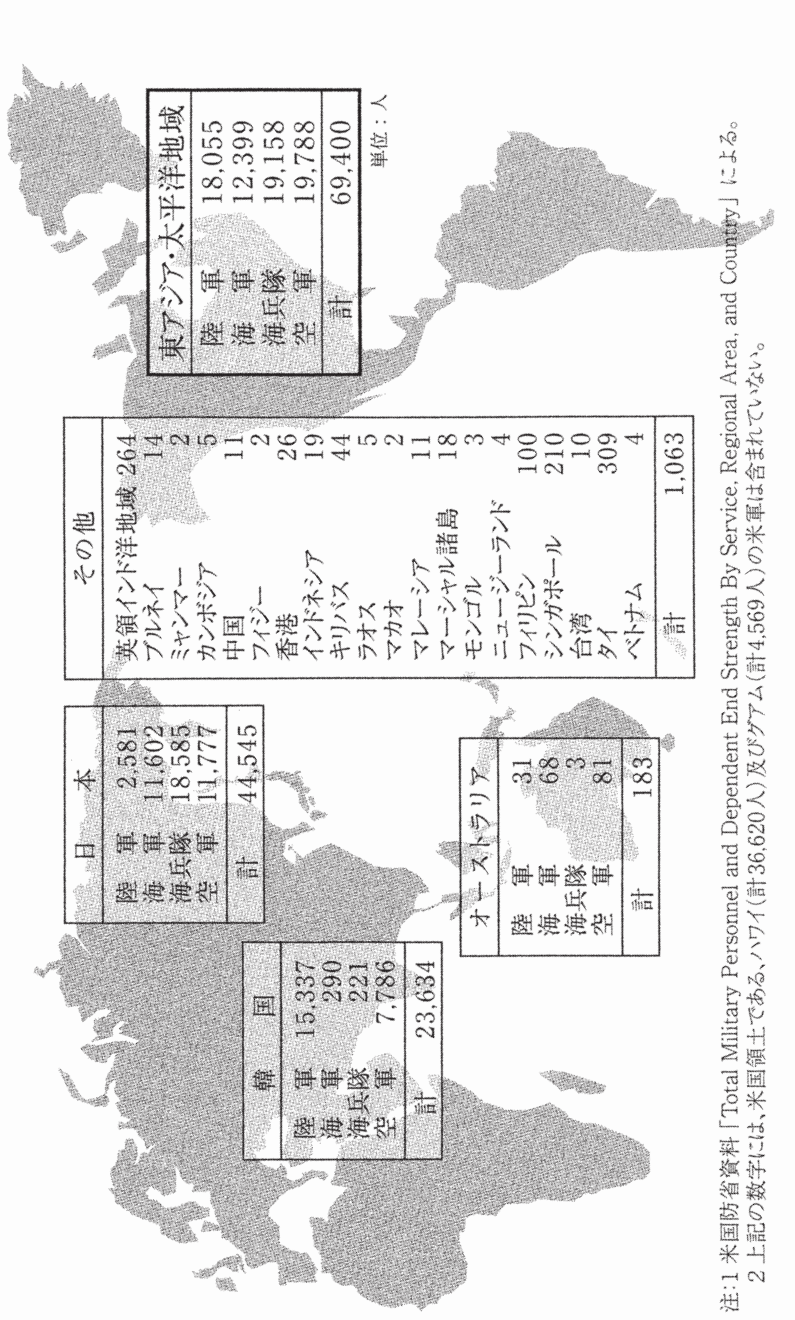 韓　　　　国
陸　軍 15,337
海　軍 290
海兵隊 221
空　軍 7,786
計 23,634
日　　　　本
陸　軍 2,581
海　軍 11,602
海兵隊 18,585
空　軍 11,777
計 44,545
オーストラリア
陸　軍 31
海　軍 68
海兵隊 3
空　軍 81
計 183
その他
英領インド洋地域 264
ブルネイ 14
ミャンマー 2
カンボジア 5
中国 11
フィジー 2
香港 26
インドネシア 19
キリバス 44
ラオス 5
マカオ 2
マレーシア 11
マーシャル諸島 18
モンゴル 3
ニュージーランド 4
フィリピン 100
シンガポール 210
台湾 10
タイ 309
ベトナム 4
計 1,063
東アジア・太平洋地域
陸　軍 18,055
海　軍 12,399
海兵隊 19,158
空　軍 19,788
計 69,400
単位：人
注：1 米国防省資料「Total Military Personnel and Dependent End Strength By Service, Regional Area, and Country」による。
2 上記の数字には、米国領土である、ハワイ（計36,620人）及びグアム（計4,569人）の米軍は含まれていない。